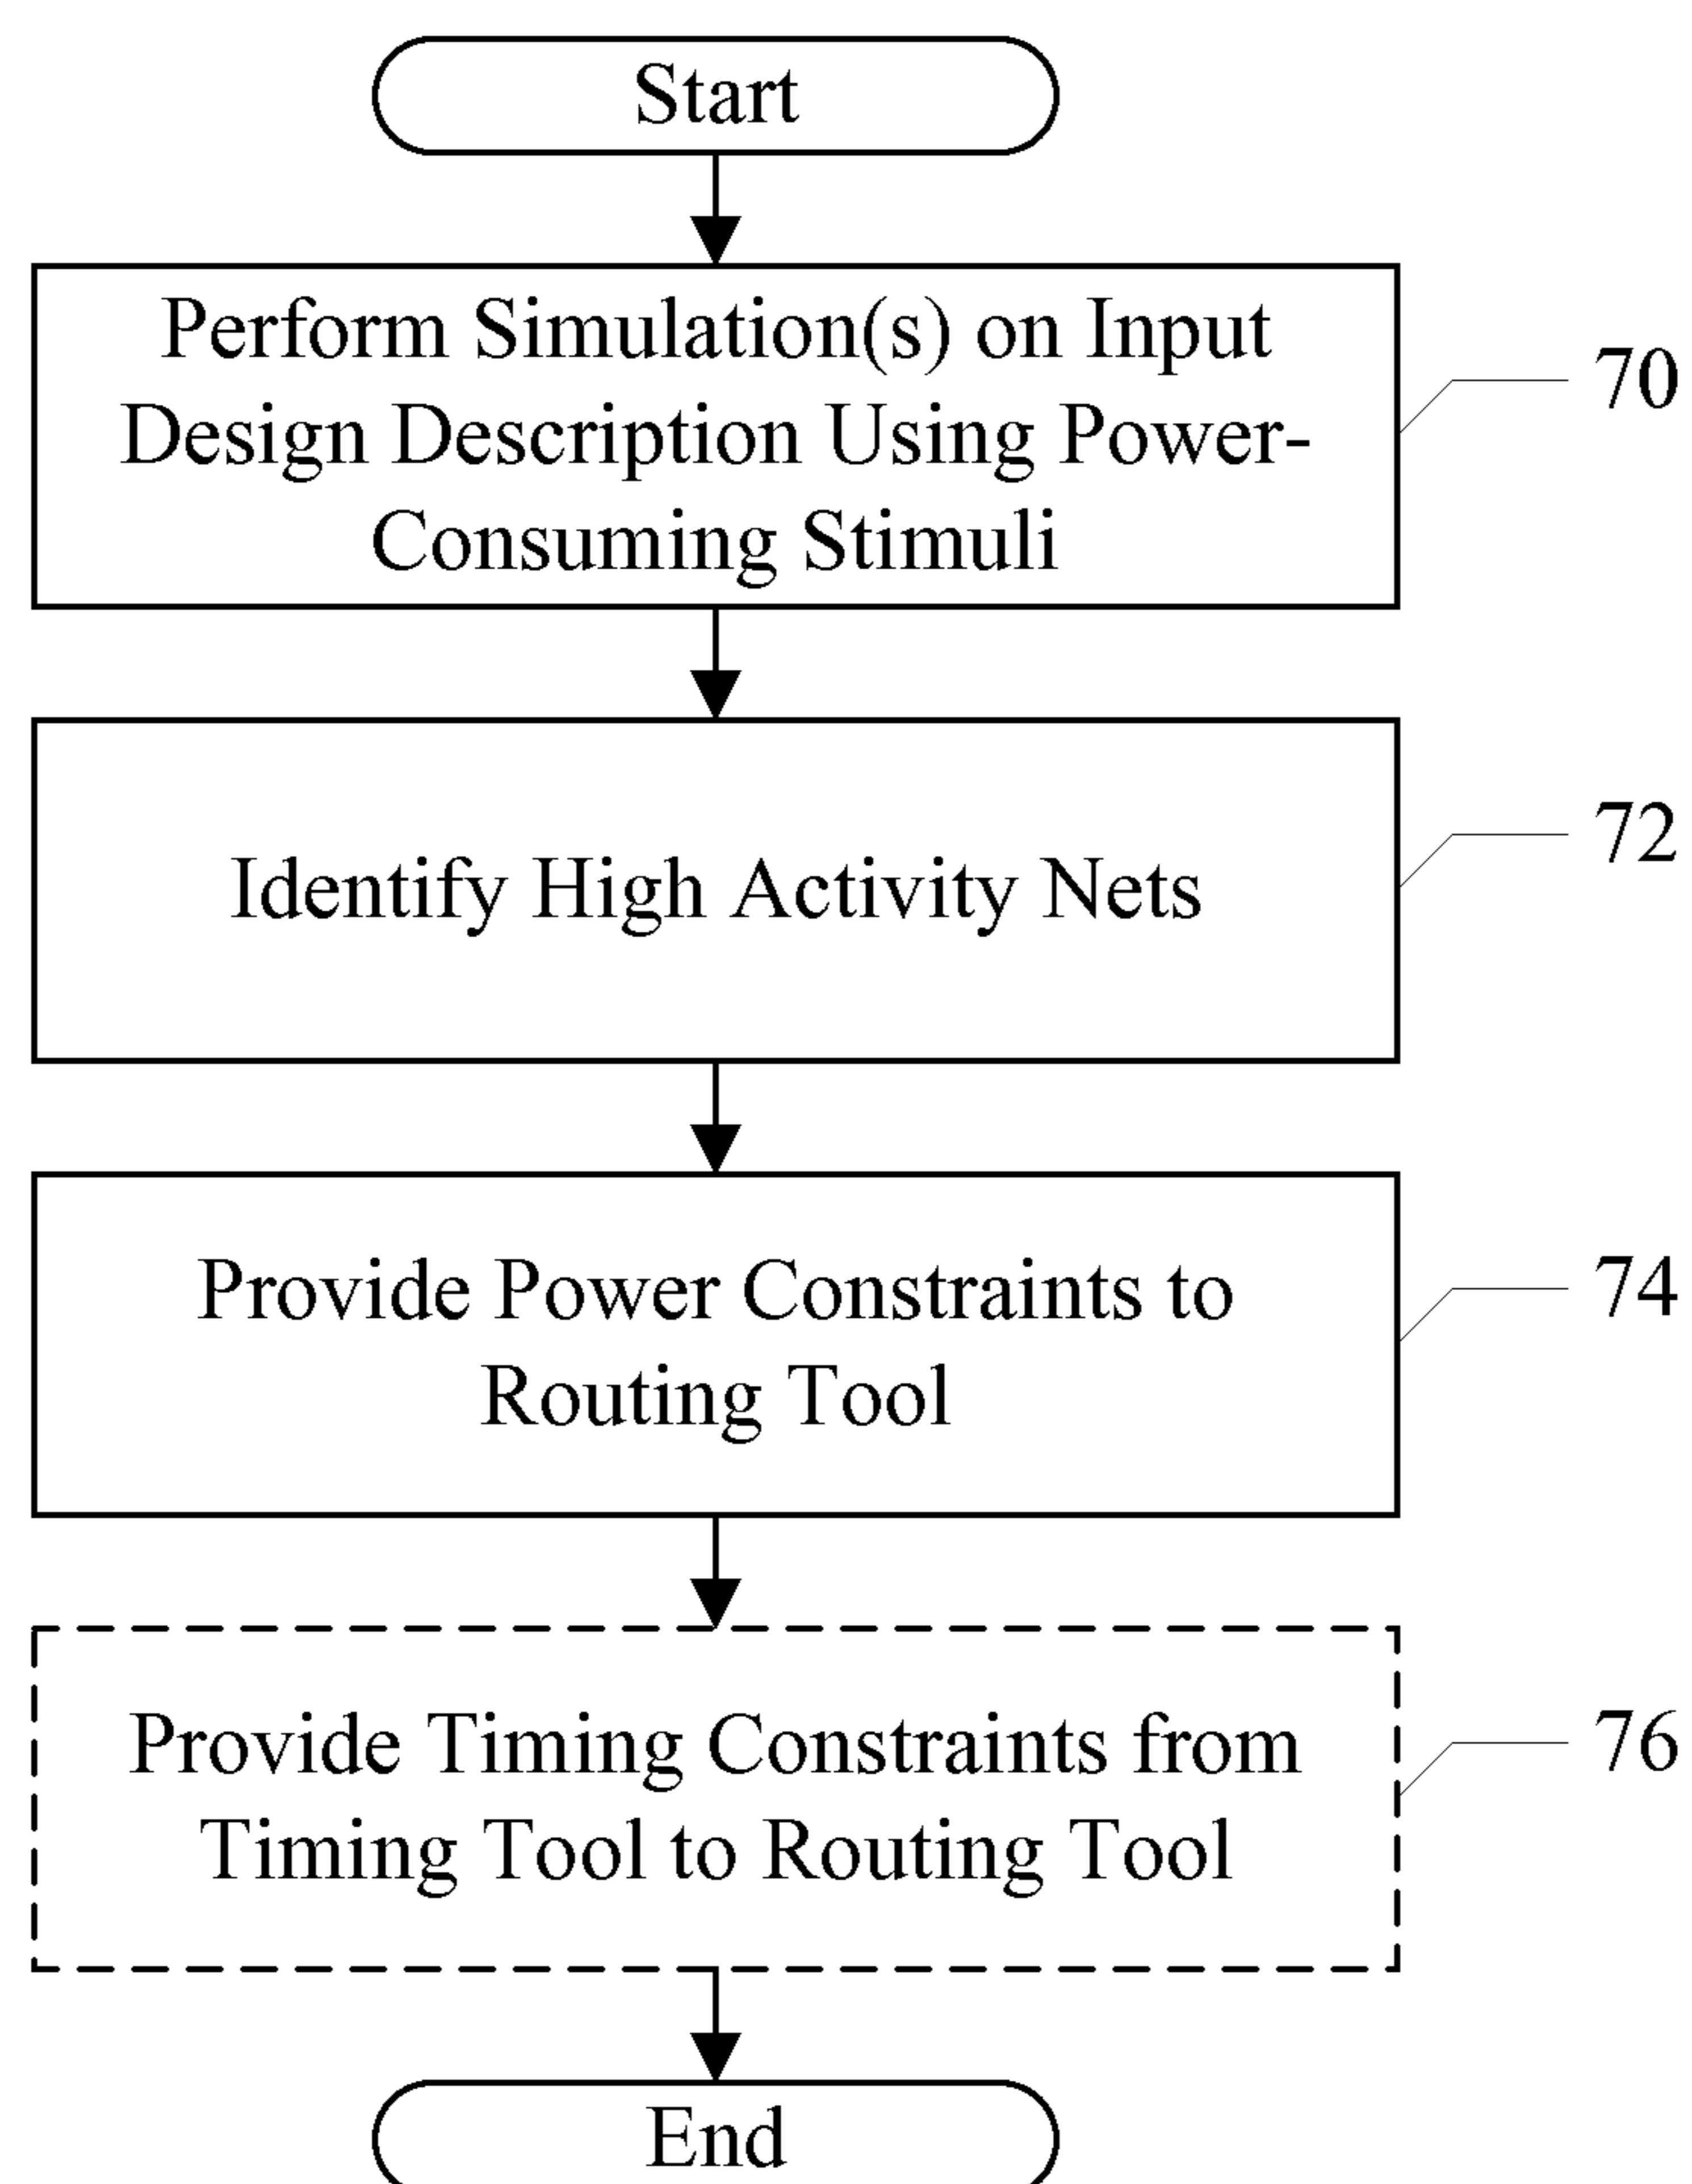 Start
Perform Simulation(s) on Input
Design Description Using Power-
Consuming Stimuli
70
Identify High Activity Nets
72
Provide Power Constraints to
Routing Tool
74
Provide Timing Constraints from
Timing Tool to Routing Tool
76
End